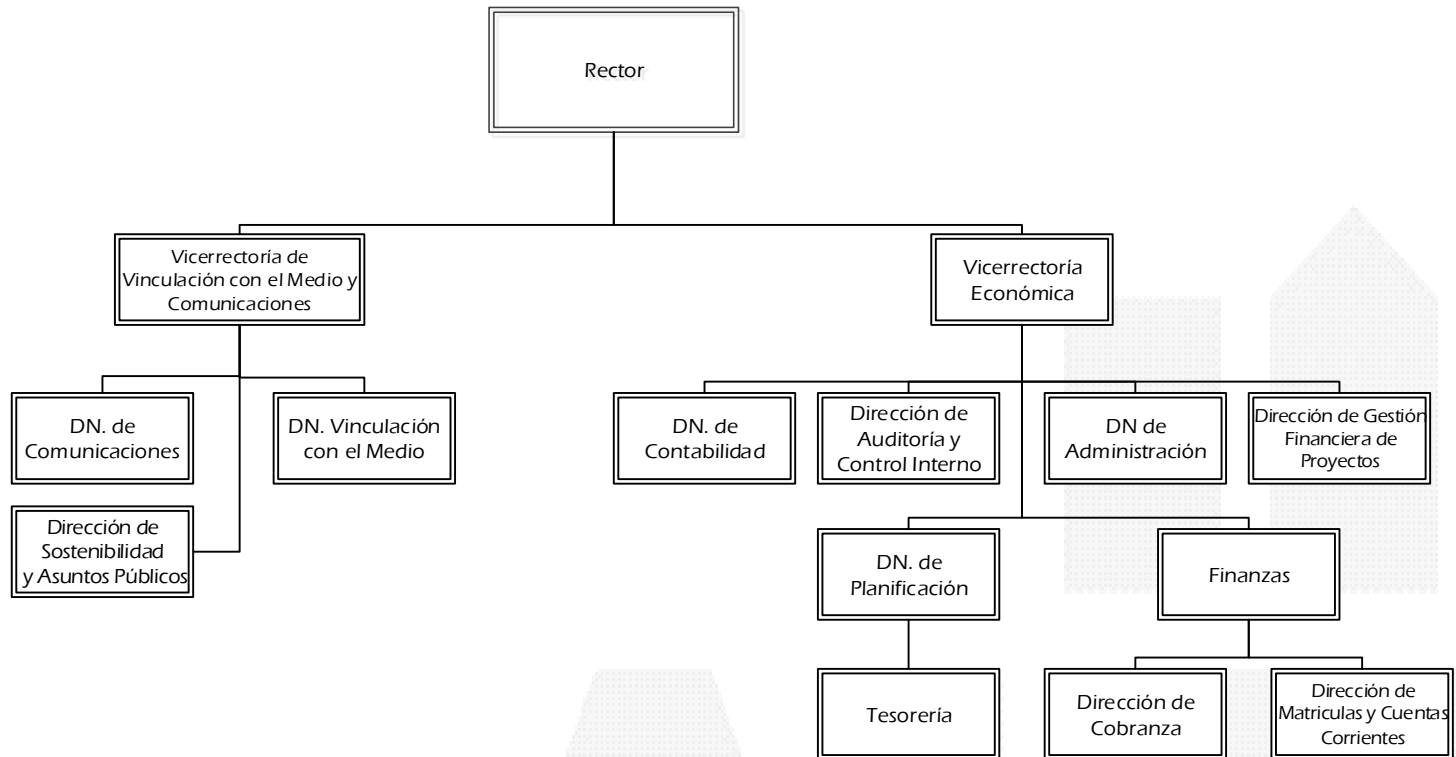 Rector
Vicerrectoría de
Vinculación con el Medio y
Comunicaciones
Vicerrectoría
Económica
DN. de
Comunicaciones
DN. Vinculación
con el Medio
DN. de
Contabilidad
Dirección de
Auditoría y
Control Interno
DN de
Administración
Dirección de Gestión
Financiera de
Proyectos
Dirección de
Sostenibilidad
y Asuntos Públicos
DN. de
Planificación
Finanzas
Tesorería
Dirección de
Cobranza
Dirección de
Matriculas y Cuentas
Corrientes